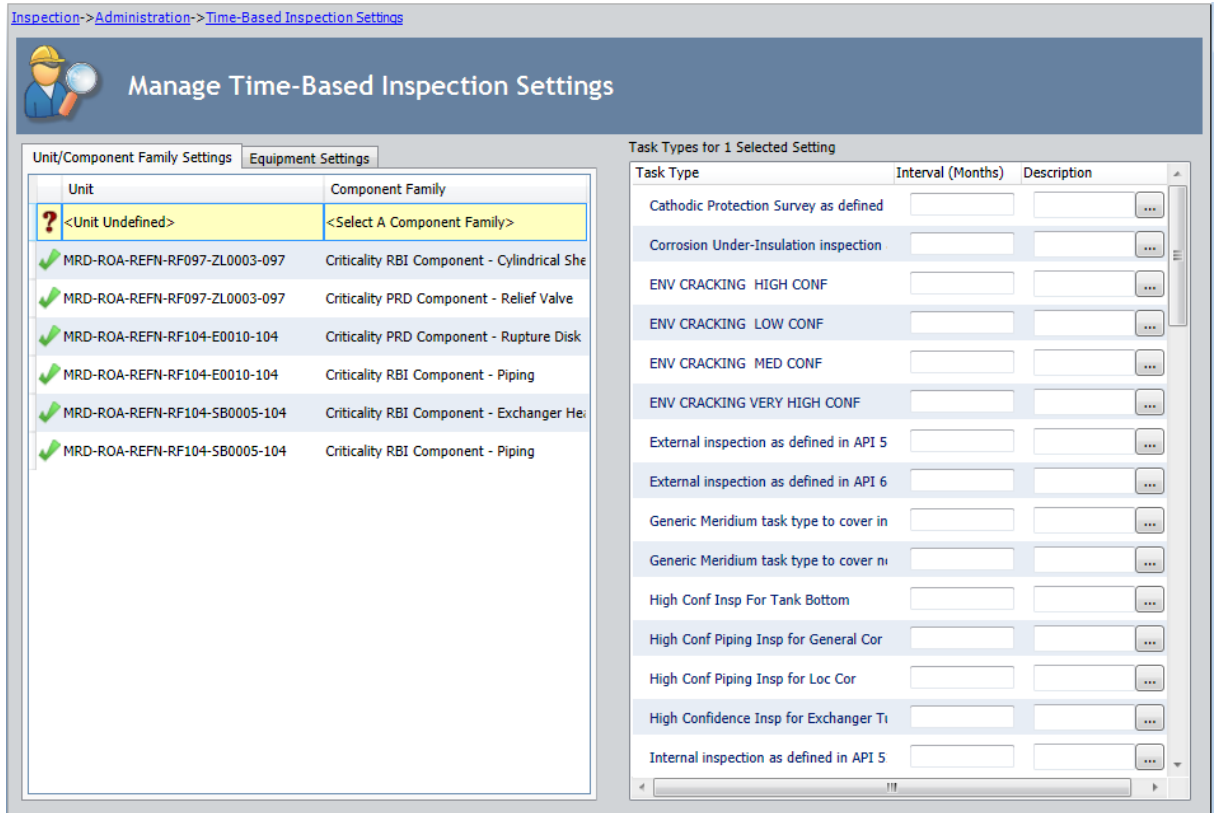 Inspection->Administration->Time-Based Inspection Settings
Manage Time-Based Inspection Settings
Unit/Component Family Settings
Equipment Settings
Unit
Component Family
<Unit Undefined>
<Select A Component Family>
MRD-ROA-REFN-RF097-ZL0003-097
Criticality RBI Component - Cylindrical She
MRD-ROA-REFN-RF097-ZL0003-097
Criticality PRD Component - Relief Valve
MRD-ROA-REFN-RF104-E0010-104
Criticality PRD Component - Rupture Disk
MRD-ROA-REFN-RF104-E0010-104
Criticality RBI Component - Piping
MRD-ROA-REFN-RF104-SB0005-104
Criticality RBI Component - Exchanger Hea
MRD-ROA-REFN-RF104-SB0005-104
Criticality RBI Component - Piping
Task Types for 1 Selected Setting
Task Type
Interval (Months)
Description
Cathodic Protection Survey as defined
...
Corrosion Under-Insulation inspection
...
ENV CRACKING  HIGH CONF
...
ENV CRACKING  LOW CONF
...
ENV CRACKING  MED CONF
...
ENV CRACKING VERY HIGH CONF
...
External inspection as defined in API 5
...
External inspection as defined in API 6
...
Generic Meridium task type to cover in
...
Generic Meridium task type to cover no
...
High Conf Insp For Tank Bottom
...
High Conf Piping Insp for General Cor
...
High Conf Piping Insp for Loc Cor
...
High Confidence Insp for Exchanger Tu
...
Internal inspection as defined in API 5
...